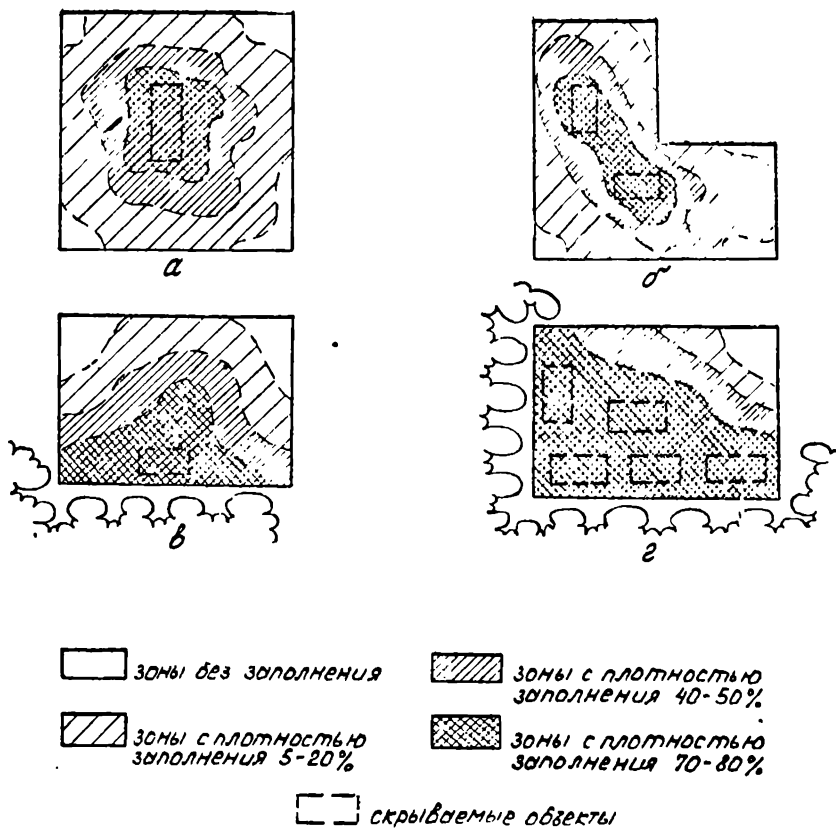 а
б
в
г
зоны без заполнения
зоны с плотностью
заполнения 40-50%
зоны с плотностью
заполнения 5-20%
зоны с плотностью
заполнения 70-80%
скрываемые объекты